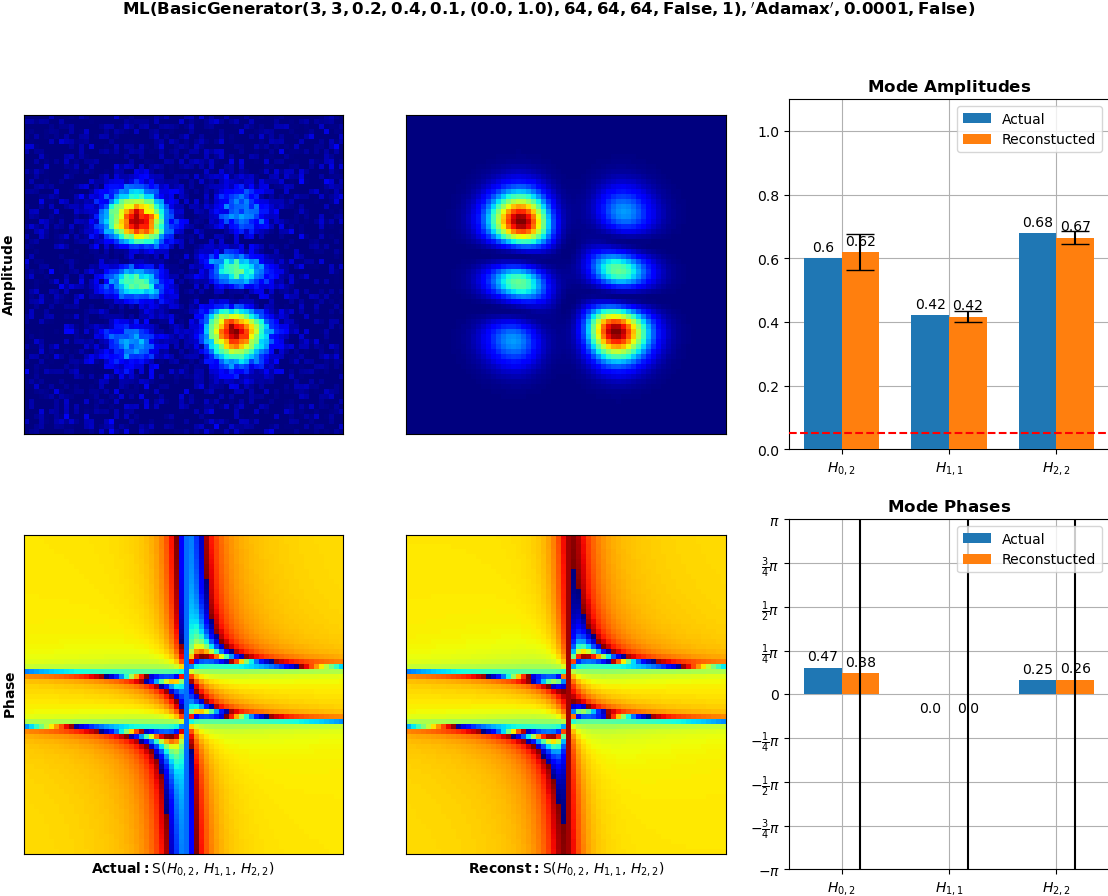 ML(BasicGenerator(3, 3, 0.2, 0.4, 0.1, (0.0, 1.0), 64, 64, 64, False, 1), ′Adamax′, 0.0001, False)
Amplitude
Mode Amplitudes
Actual
Reconstucted
1.0
0.8
0.6
0.4
0.2
0.0
0.6
0.62
0.42
0.42
0.68
0.67
H0, 2
H1, 1
H2, 2
Phase
Actual: S(H0, 2, H1, 1, H2, 2)
Reconst: S(H0, 2, H1, 1, H2, 2)
Mode Phases
Actual
Reconstucted
π
3/4π
1/2π
1/4π
0
−1/4π
−1/2π
−3/4π
−π
0.47
0.38
0.0
0.0
0.25
0.26
H0, 2
H1, 1
H2, 2